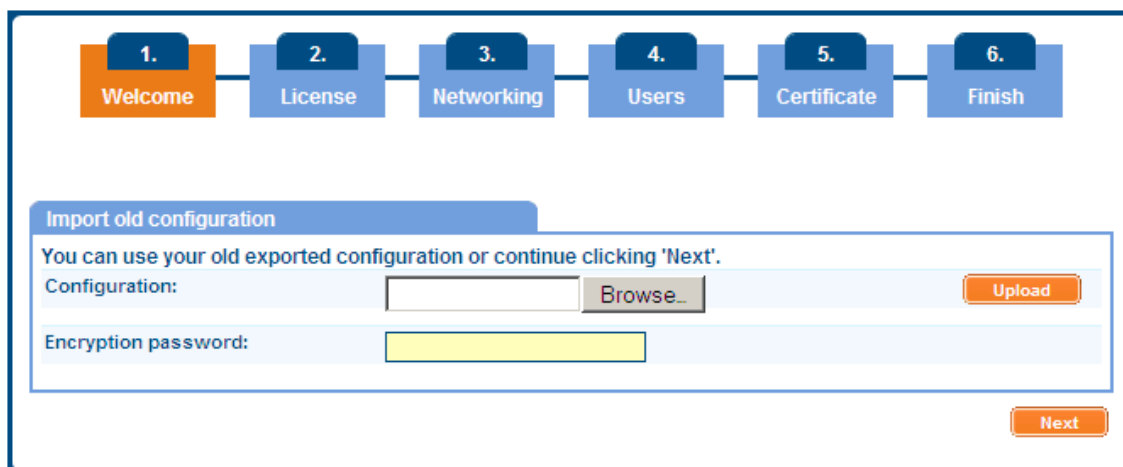 1. 2. 3. 4. 5. 6.
Welcome License Networking Users Certificate Finish
Import old configuration
You can use your old exported configuration or continue clicking 'Next'.
Configuration: Browse... Upload
Encryption password:
Next